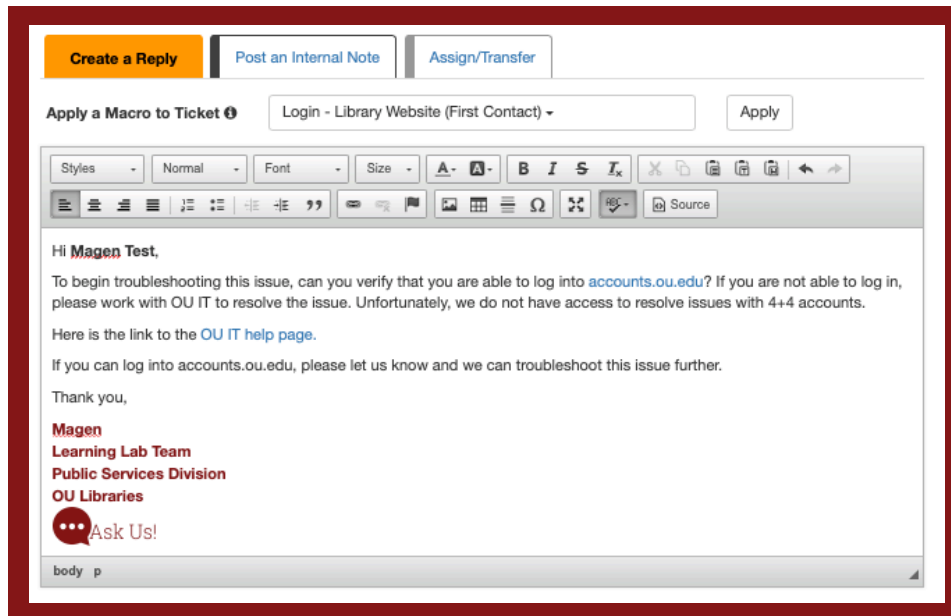 Create a Reply Post an Internal Note Assign/Transfer
Apply a Macro to Ticket Login - Library Website (First Contact) Apply
Styles Normal Font Size A A B I S Ix
ABC Source
Hi Magen Test,
To begin troubleshooting this issue, can you verify that you are able to log into accounts.ou.edu? If you are not able to log in,
please work with OU IT to resolve the issue. Unfortunately, we do not have access to resolve issues with 4+4 accounts.
Here is the link to the OU IT help page.
If you can log into accounts.ou.edu, please let us know and we can troubleshoot this issue further.
Thank you,
Magen
Learning Lab Team
Public Services Division
OU Libraries
Ask Us!
body p